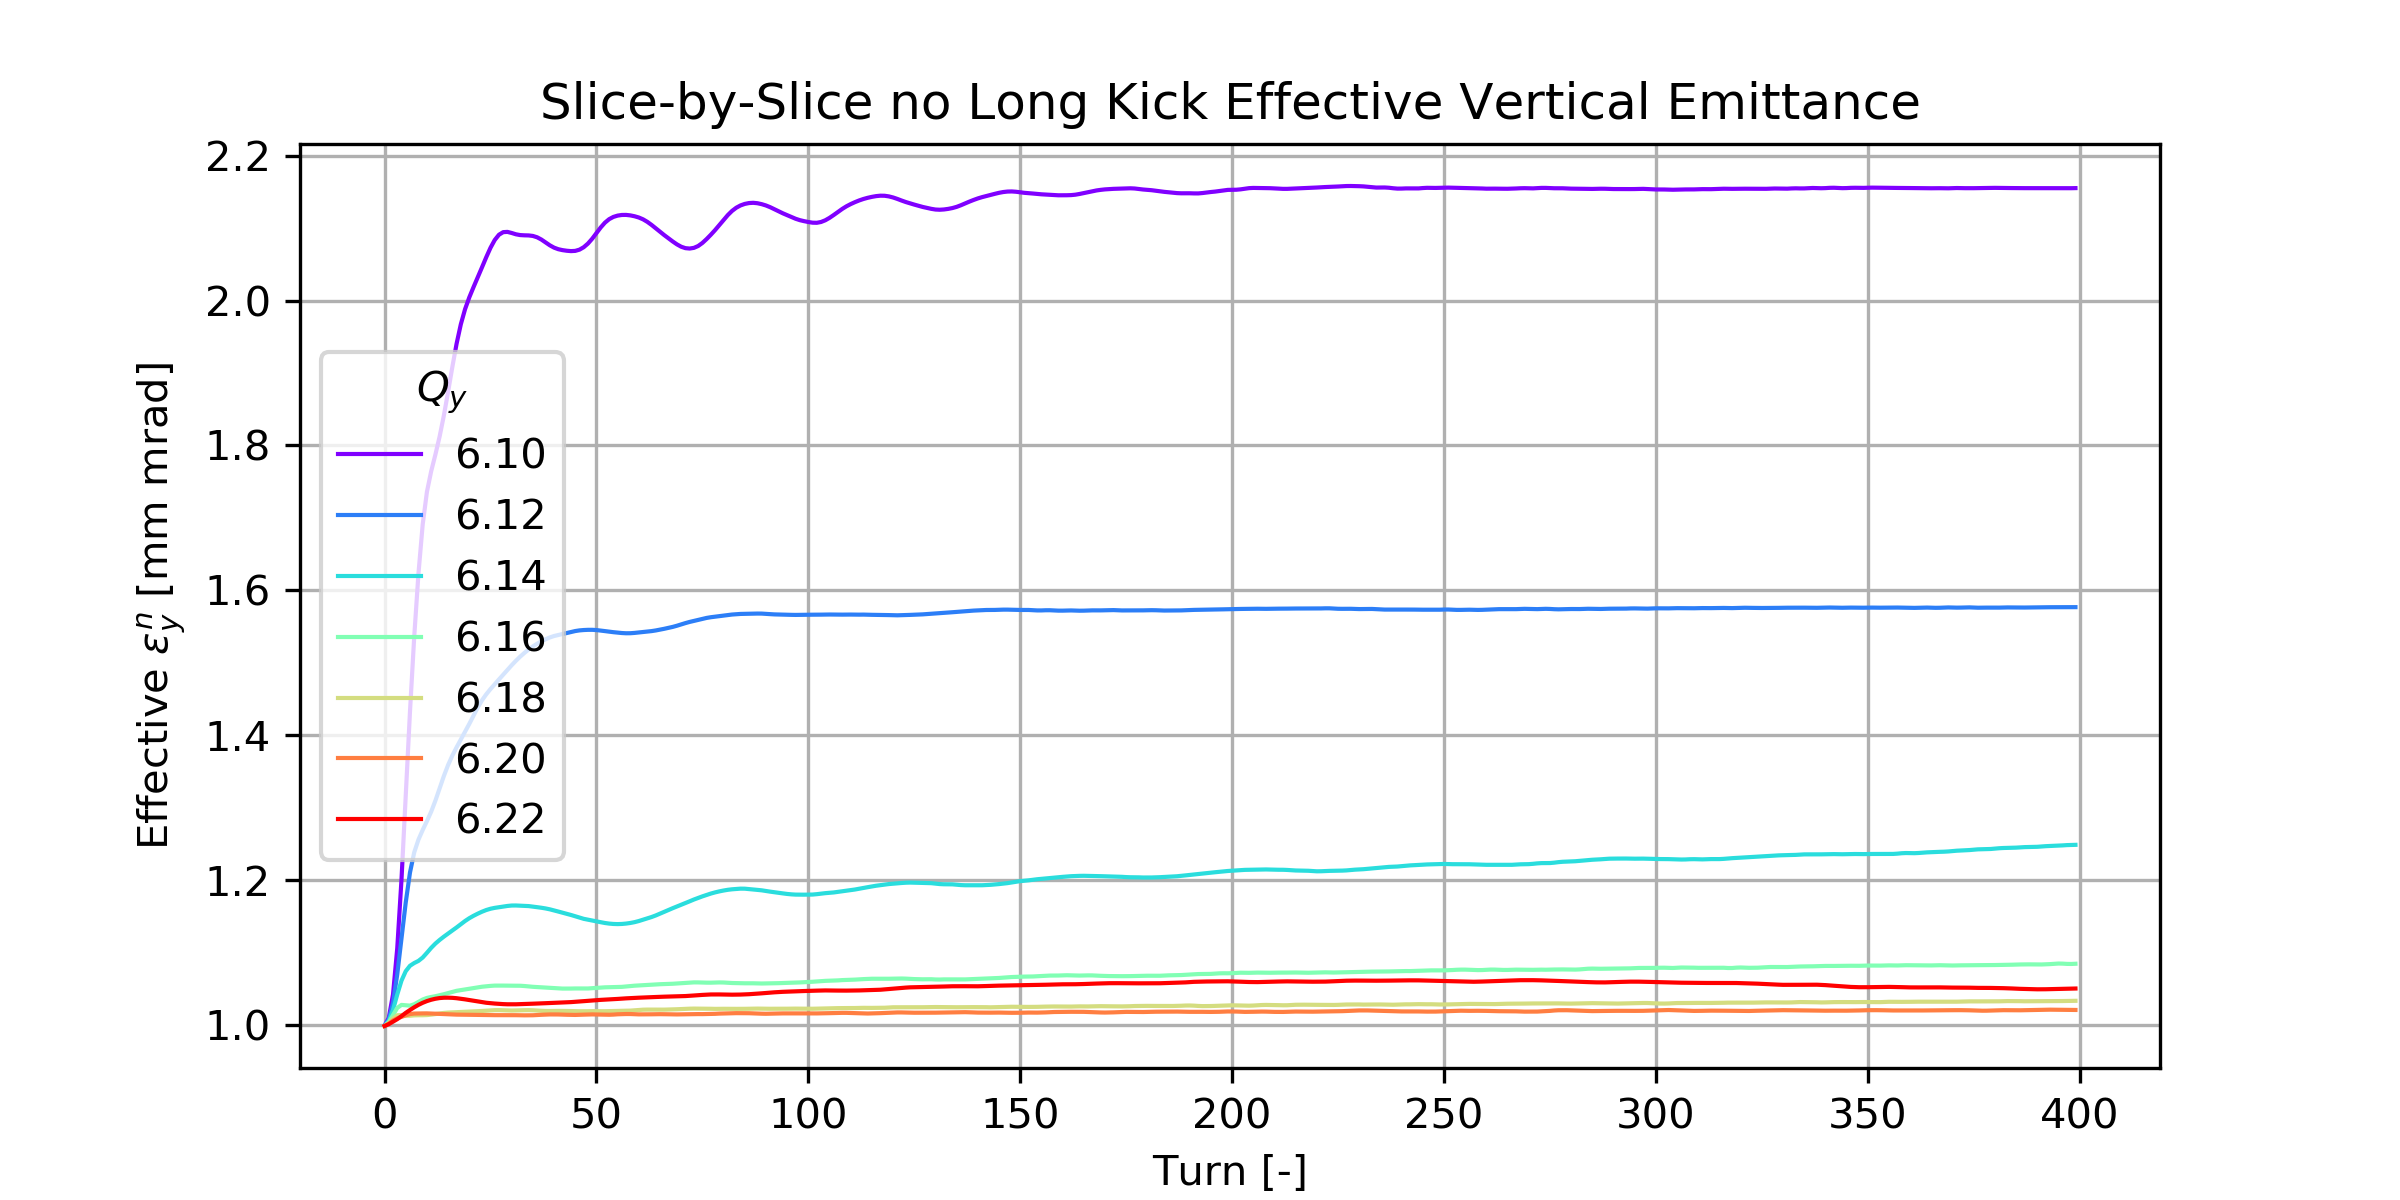 Slice-by-Slice no Long Kick Effective Vertical Emittance
2.2
2.0
1.8
1.6
1.4
1.2
1.0
Effective εₙʸ [mm mrad]
Q_y
6.10
6.12
6.14
6.16
6.18
6.20
6.22
0 50 100 150 200 250 300 350 400
Turn [-]